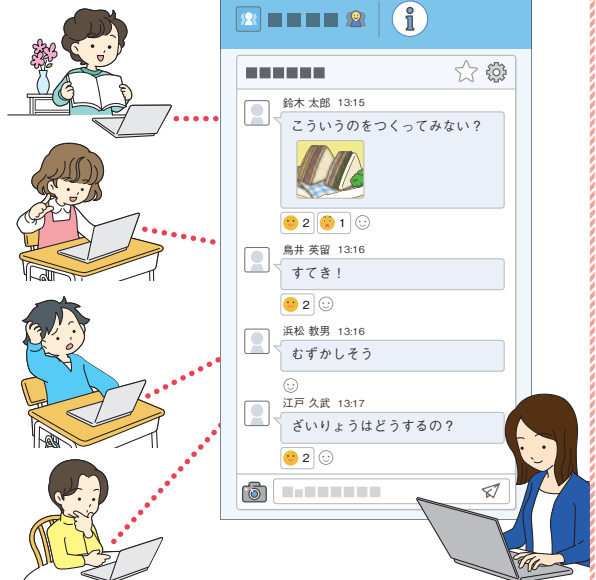 鈴木 太郎 13:15
こういうのをつくってみない？
2 1
鳥井 英留 13:16
すてき！
2
浜松 教男 13:16
むずかしそう
江戸 久武 13:17
ざいりょうはどうするの？
2